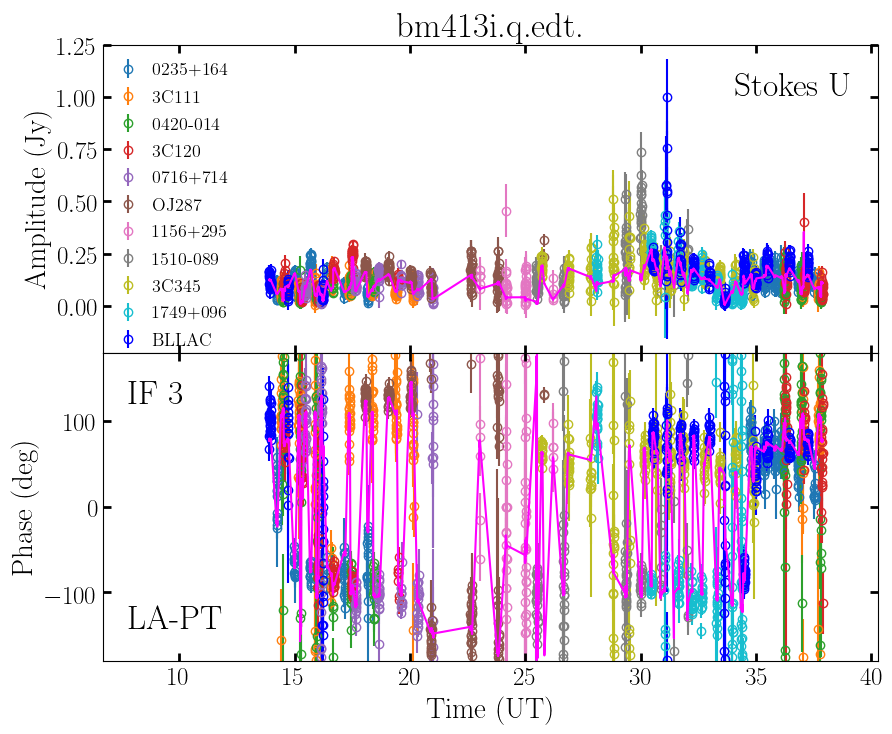 bm413i.q.edt.
Stokes U
Amplitude (Jy)
1.25
1.00
0.75
0.50
0.25
0.00
0235+164
3C111
0420-014
3C120
0716+714
OJ287
1156+295
1510-089
3C345
1749+096
BLLAC
IF 3
LA-PT
Phase (deg)
100
0
−100
10
15
20
25
30
35
40
Time (UT)